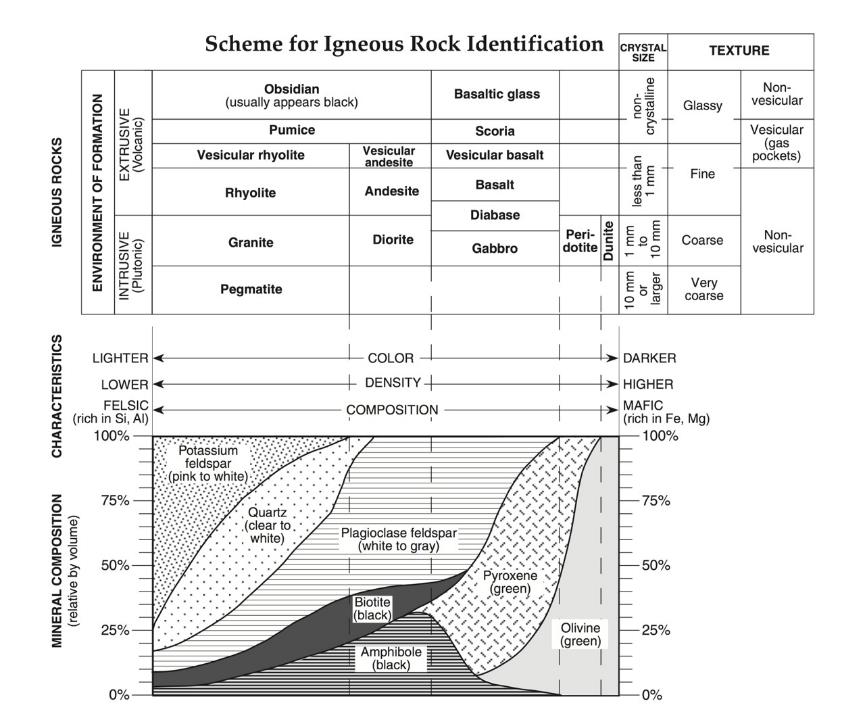 Scheme for Igneous Rock Identification
CRYSTAL
SIZE
TEXTURE
IGNEOUS ROCKS
ENVIRONMENT OF FORMATION
EXTRUSIVE
(Volcanic)
INTRUSIVE
(Plutonic)
Obsidian
(usually appears black)
Basaltic glass
non-
crystalline
Glassy
Non-
vesicular
Pumice
Scoria
Vesicular
(gas
pockets)
Vesicular rhyolite
Vesicular
andesite
Vesicular basalt
less than
1 mm
Fine
Rhyolite
Andesite
Basalt
Diabase
Granite
Diorite
Gabbro
Peri-
dotite
Dunite
1 mm
to
10 mm
Coarse
Non-
vesicular
Pegmatite
10 mm
or
larger
Very
coarse
CHARACTERISTICS
LIGHTER
COLOR
DARKER
LOWER
DENSITY
HIGHER
FELSIC
(rich in Si, Al)
COMPOSITION
MAFIC
(rich in Fe, Mg)
MINERAL COMPOSITION
(relative by volume)
100%
75%
50%
25%
0%
Potassium
feldspar
(pink to white)
Quartz
(clear to
white)
Plagioclase feldspar
(white to gray)
Pyroxene
(green)
Biotite
(black)
Olivine
(green)
Amphibole
(black)
100%
75%
50%
25%
0%